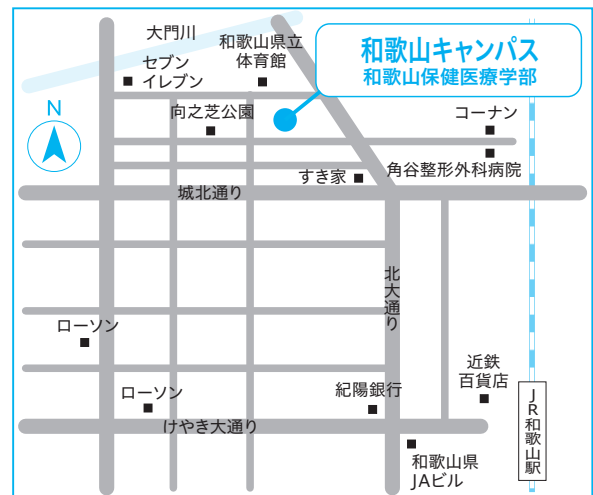 大門川
セブン
イレブン
和歌山県立
体育館
和歌山キャンパス
和歌山保健医療学部
N
向之芝公園
コーナン
すき家
角谷整形外科病院
城北通り
北大通り
ローソン
ローソン
紀陽銀行
近鉄
百貨店
JR和歌山駅
けやき大通り
和歌山県
JAビル